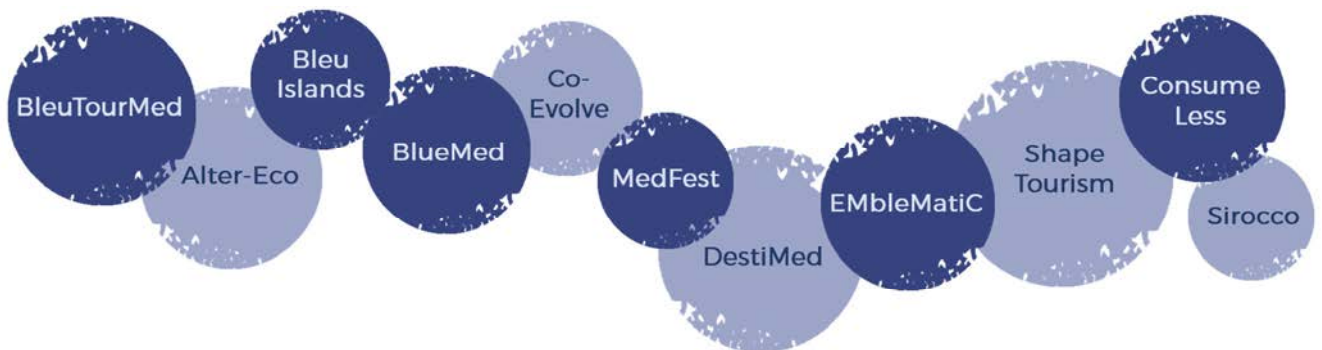 BleuTourMed
Alter-Eco
Bleu
Islands
BlueMed
Co-
Evolve
MedFest
DestiMed
EMbleMatiC
Shape
Tourism
Consume
Less
Sirocco